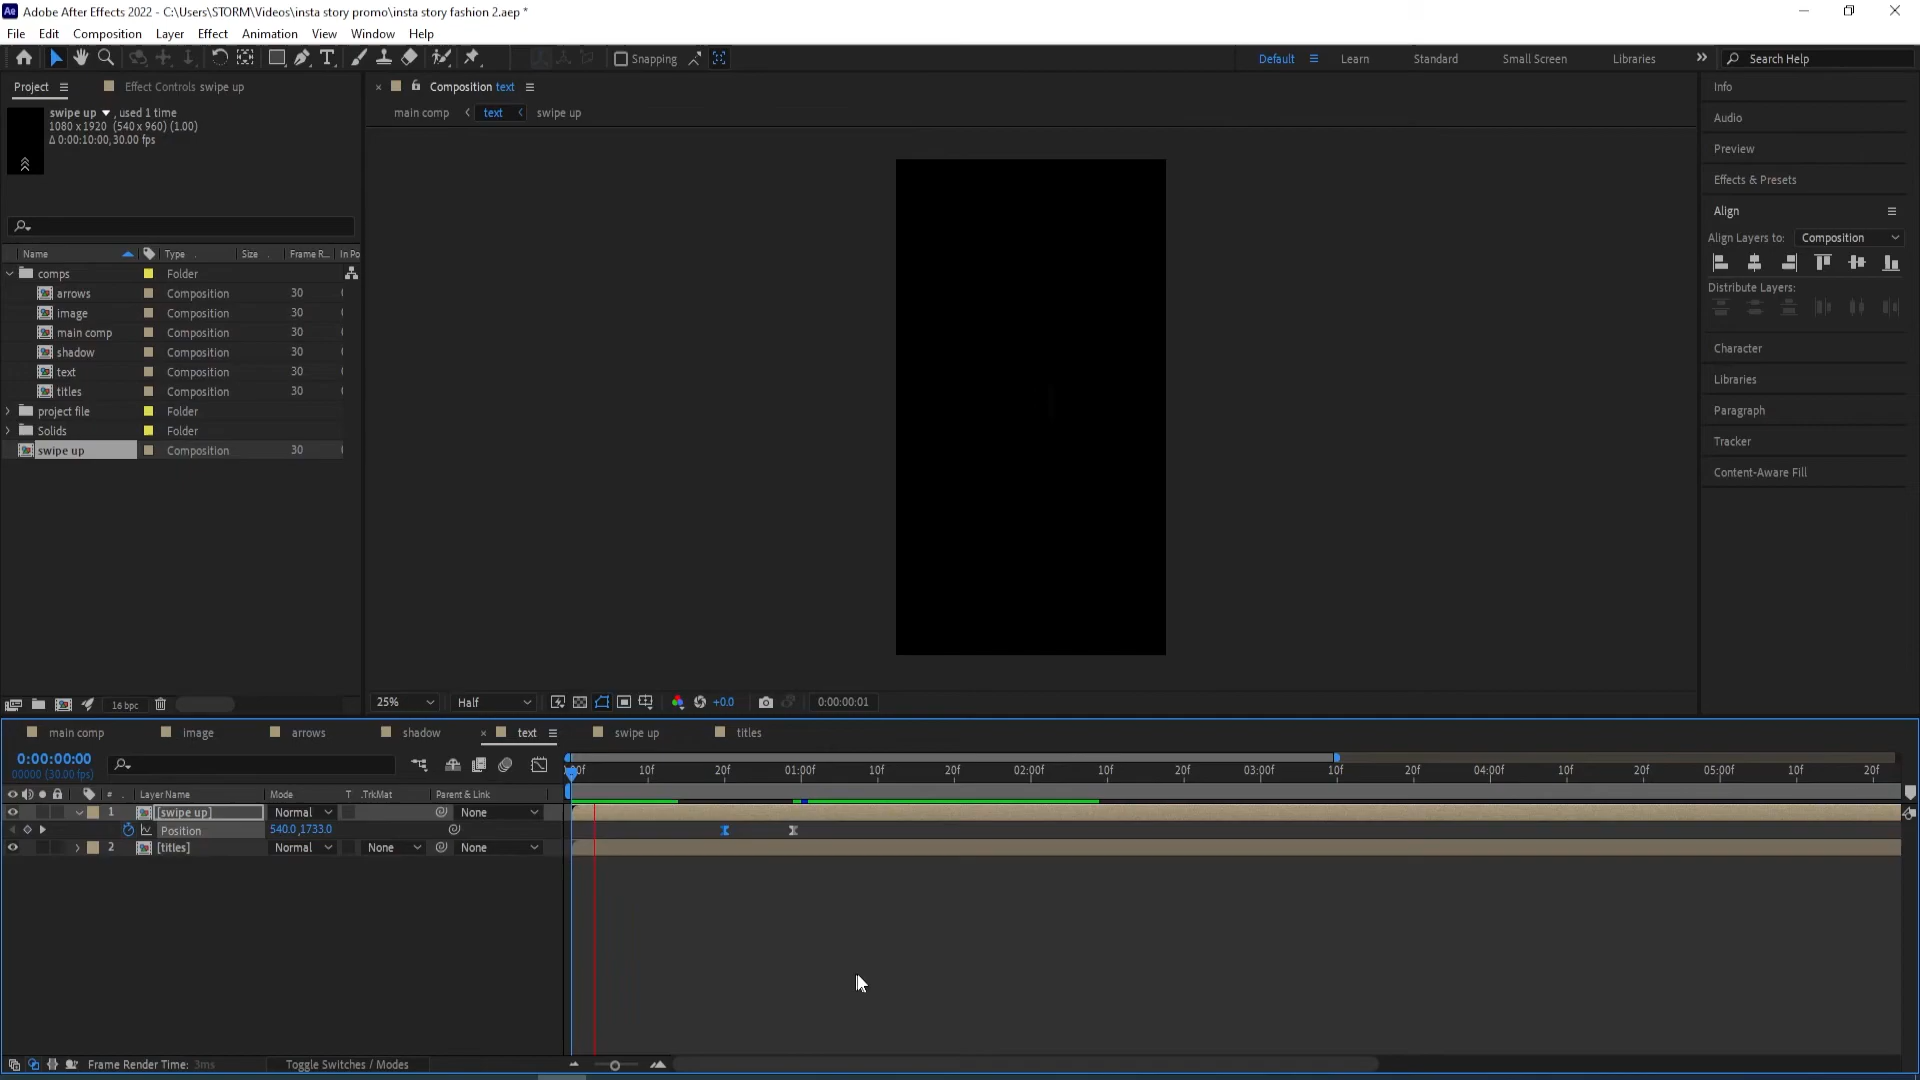 Adobe After Effects 2022 - C:\Users\STORM\Videos\insta story promo\insta story fashion 2.aep *
File Edit Composition Layer Effect Animation View Window Help
Snapping Default Learn Standard Small Screen Libraries Search Help
Project Effect Controls swipe up
Composition text
main comp text swipe up
swipe up , used 1 time
1080 x 1920 (540 x 960) (1.00)
Δ 0:00:10:00, 30.00 fps
Name Type Size Frame R... In Po
comps Folder
arrows Composition 30
image Composition 30
main comp Composition 30
shadow Composition 30
text Composition 30
titles Composition 30
project file Folder
Solids Folder
swipe up Composition 30
16 bpc
25% Half +0.0 0:00:00:01
Info
Audio
Preview
Effects & Presets
Align
Align Layers to: Composition
Distribute Layers:
Character
Libraries
Paragraph
Tracker
Content-Aware Fill
main comp image arrows shadow text swipe up titles
0:00:00:00
00000 (30.00 fps)
10f 20f 01:00f 10f 20f 02:00f 10f 20f 03:00f 10f 20f 04:00f 10f 20f 05:00f 10f 20f
# Layer Name Mode T .TrkMat Parent & Link
1 [swipe up] Normal None
Position 540.0,1733.0
2 [titles] Normal None None
Frame Render Time: 3ms Toggle Switches / Modes